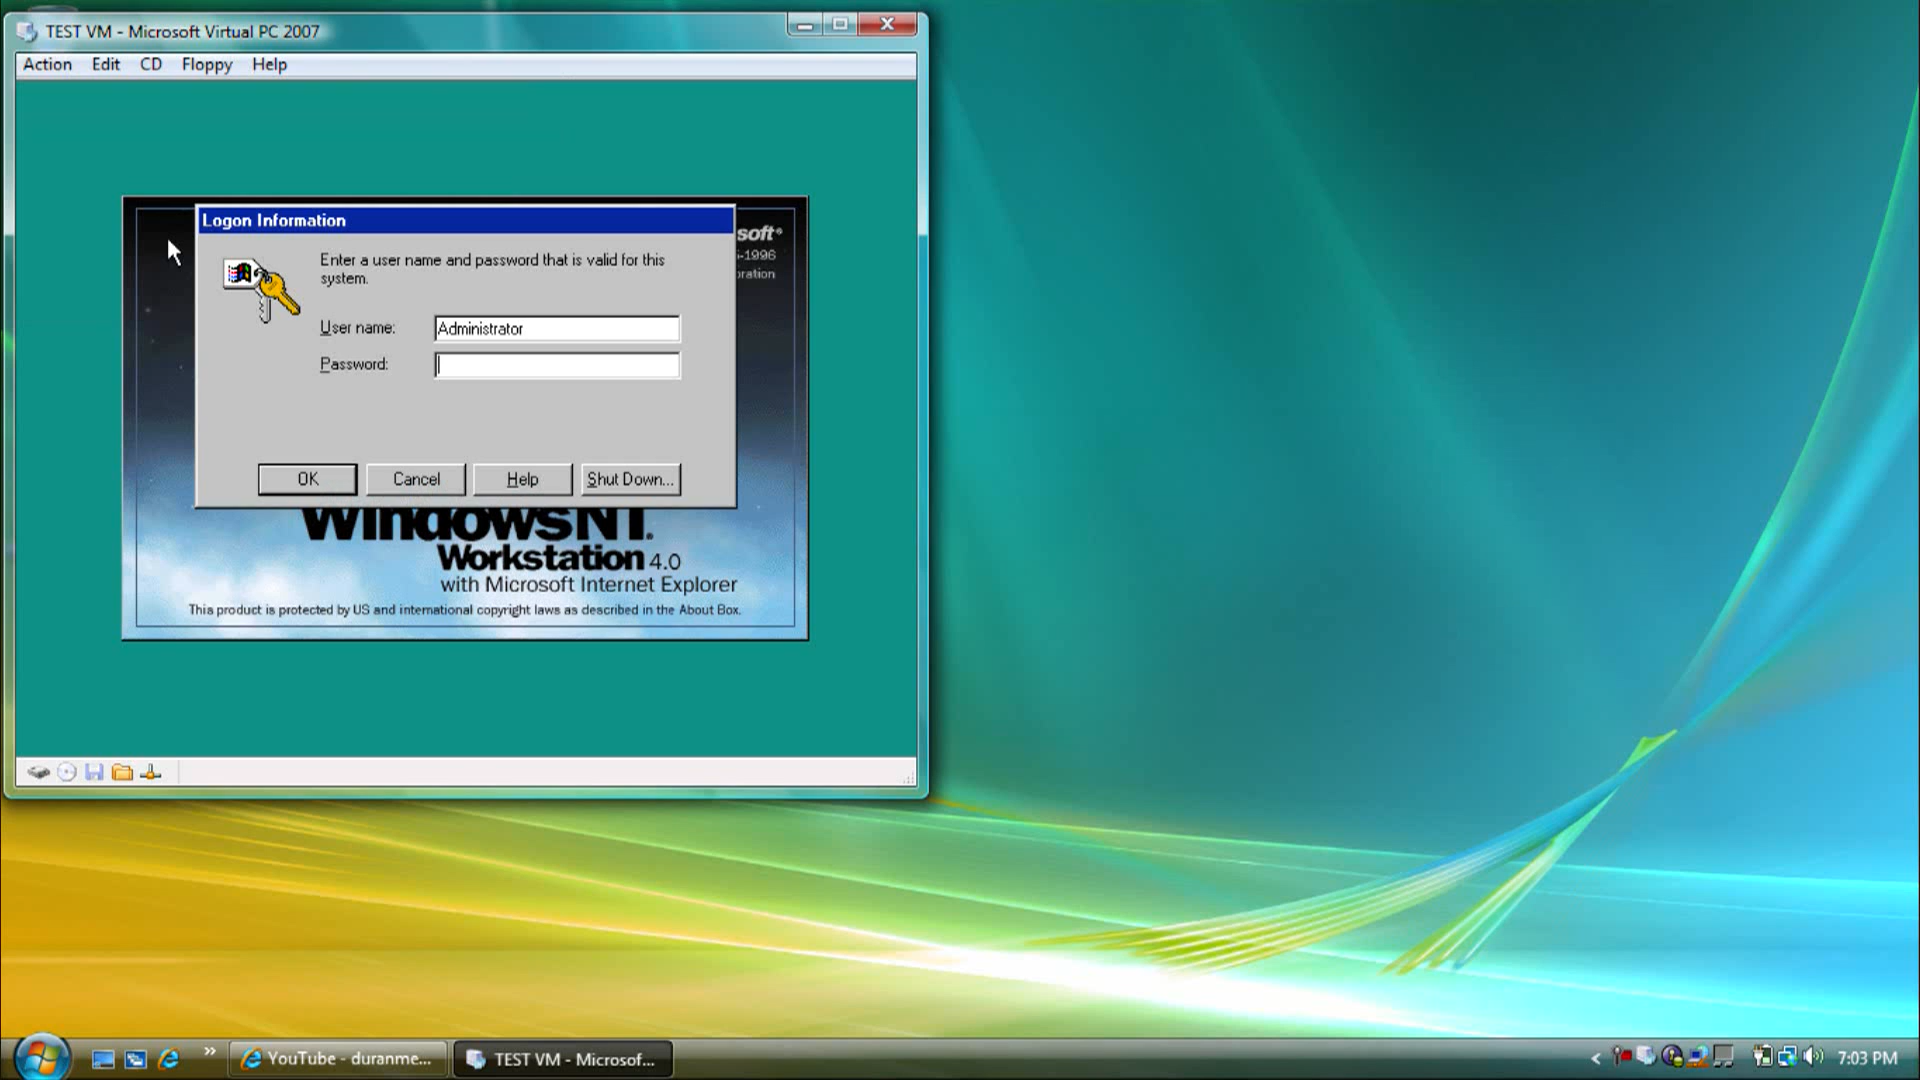 TEST VM - Microsoft Virtual PC 2007
Action Edit CD Floppy Help
Logon Information
soft®
-1996
oration
Enter a user name and password that is valid for this
system.
User name: Administrator
Password:
OK Cancel Help Shut Down...
WindowsNT.
Workstation 4.0
with Microsoft Internet Explorer
This product is protected by US and international copyright laws as described in the About Box.
» YouTube - duranme... TEST VM - Microsof... < 7:03 PM